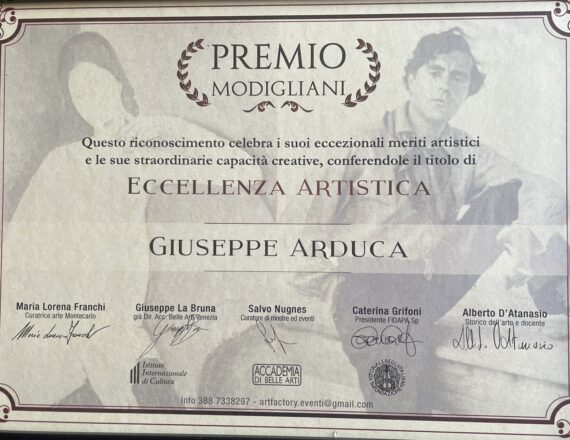 PREMIO
MODIGLIANI
Questo riconoscimento celebra i suoi eccezionali meriti artistici
e le sue straordinarie capacità creative, conferendole il titolo di
ECCELLENZA ARTISTICA
GIUSEPPE ARDUCA
Maria Lorena Franchi
Curatrice arte Montecarlo
Giuseppe La Bruna
già Dir. Acc. Belle Arti Venezia
Salvo Nugnes
Curatore di mostre ed eventi
Caterina Grifoni
Presidente FIDAPA Sp
Alberto D'Atanasio
Storico dell'arte e docente
Istituto
Internazionale
di Cultura
ACCADEMIA
DI BELLE ARTI
Info 388 7338297 - artfactory.eventi@gmail.com